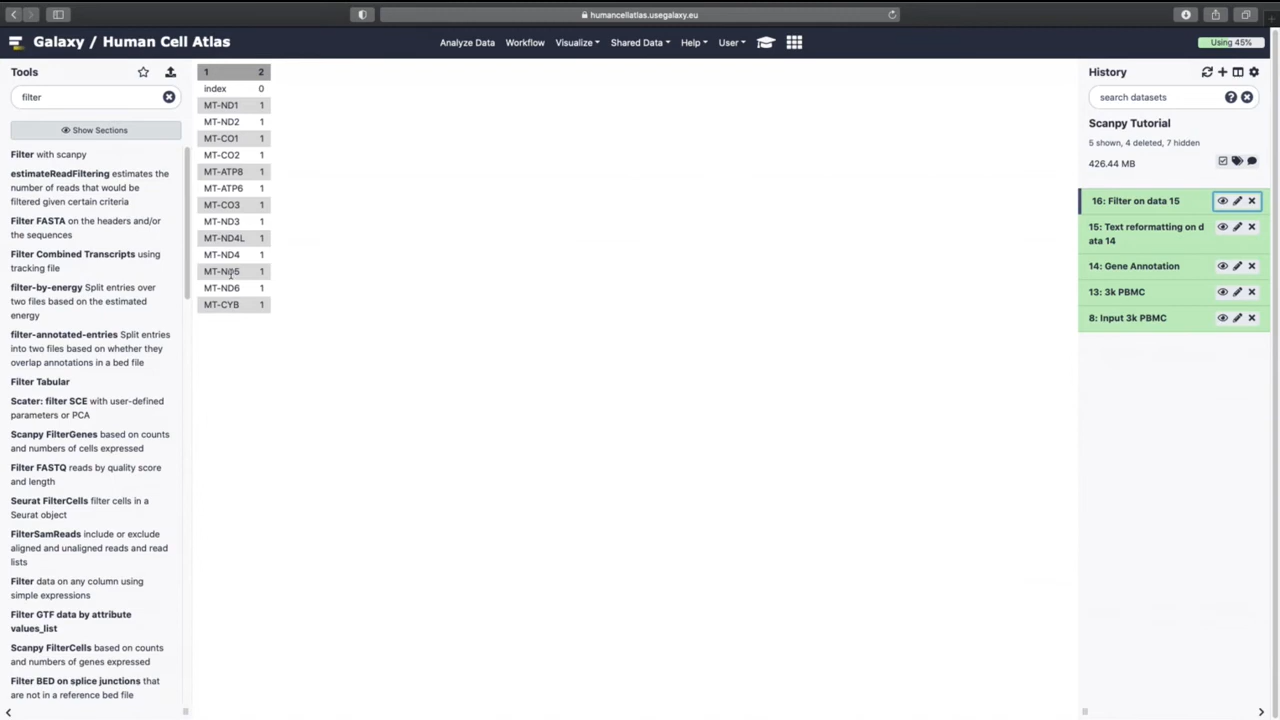 humancellatlas.usegalaxy.eu
Galaxy / Human Cell Atlas
Analyze Data
Workflow
Visualize
Shared Data
Help
User
Using 45%
Tools
filter
Show Sections
Filter with scanpy
estimateReadFiltering estimates the
number of reads that would be
filtered given certain criteria
Filter FASTA on the headers and/or
the sequences
Filter Combined Transcripts using
tracking file
filter-by-energy Split entries over
two files based on the estimated
energy
filter-annotated-entries Split entries
into two files based on whether they
overlap annotations in a bed file
Filter Tabular
Scater: filter SCE with user-defined
parameters or PCA
Scanpy FilterGenes based on counts
and numbers of cells expressed
Filter FASTQ reads by quality score
and length
Seurat FilterCells filter cells in a
Seurat object
FilterSamReads include or exclude
aligned and unaligned reads and read
lists
Filter data on any column using
simple expressions
Filter GTF data by attribute
values_list
Scanpy FilterCells based on counts
and numbers of genes expressed
Filter BED on splice junctions that
are not in a reference bed file
1 2
index 0
MT-ND1 1
MT-ND2 1
MT-CO1 1
MT-CO2 1
MT-ATP8 1
MT-ATP6 1
MT-CO3 1
MT-ND3 1
MT-ND4L 1
MT-ND4 1
MT-ND5 1
MT-ND6 1
MT-CYB 1
History
search datasets
Scanpy Tutorial
5 shown, 4 deleted, 7 hidden
426.44 MB
16: Filter on data 15
15: Text reformatting on d
ata 14
14: Gene Annotation
13: 3k PBMC
8: Input 3k PBMC